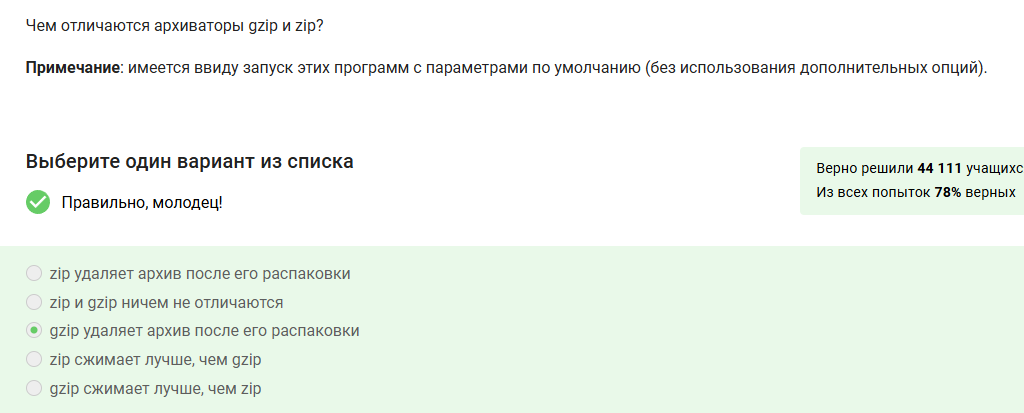 Чем отличаются архиваторы gzip и zip?
Примечание: имеется ввиду запуск этих программ с параметрами по умолчанию (без использования дополнительных опций).
Выберите один вариант из списка
Верно решили 44 111 учащихс
Правильно, молодец!
Из всех попыток 78% верных
zip удаляет архив после его распаковки
zip и gzip ничем не отличаются
gzip удаляет архив после его распаковки
zip сжимает лучше, чем gzip
gzip сжимает лучше, чем zip